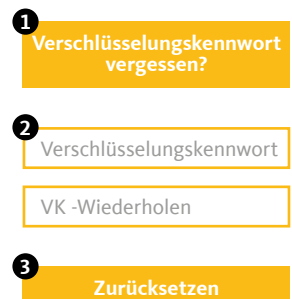 1
Verschlüsselungskennwort
vergessen?
2
Verschlüsselungskennwort
VK -Wiederholen
3
Zurücksetzen